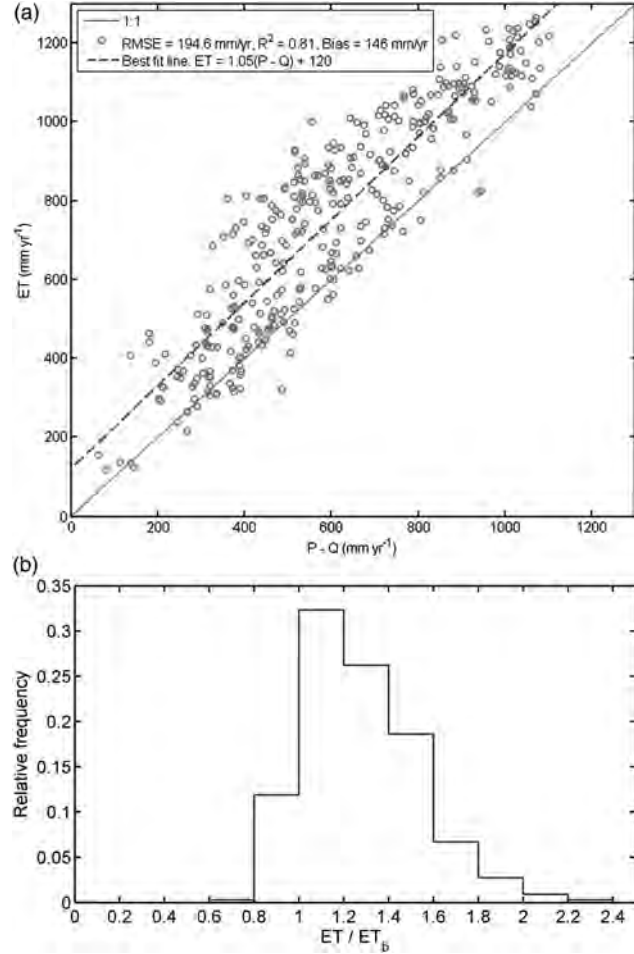 (a)
1:1
RMSE = 194.6 mm/yr, R² = 0.81, Bias = 146 mm/yr
Best fit line: ET = 1.05(P - Q) + 120
1200
1000
800
600
400
200
0
ET (mm yr⁻¹)
0 200 400 600 800 1000 1200
P - Q (mm yr⁻¹)
(b)
0.35
0.3
0.25
0.2
0.15
0.1
0.05
0
Relative frequency
0 0.2 0.4 0.6 0.8 1 1.2 1.4 1.6 1.8 2 2.2 2.4
ET / ET